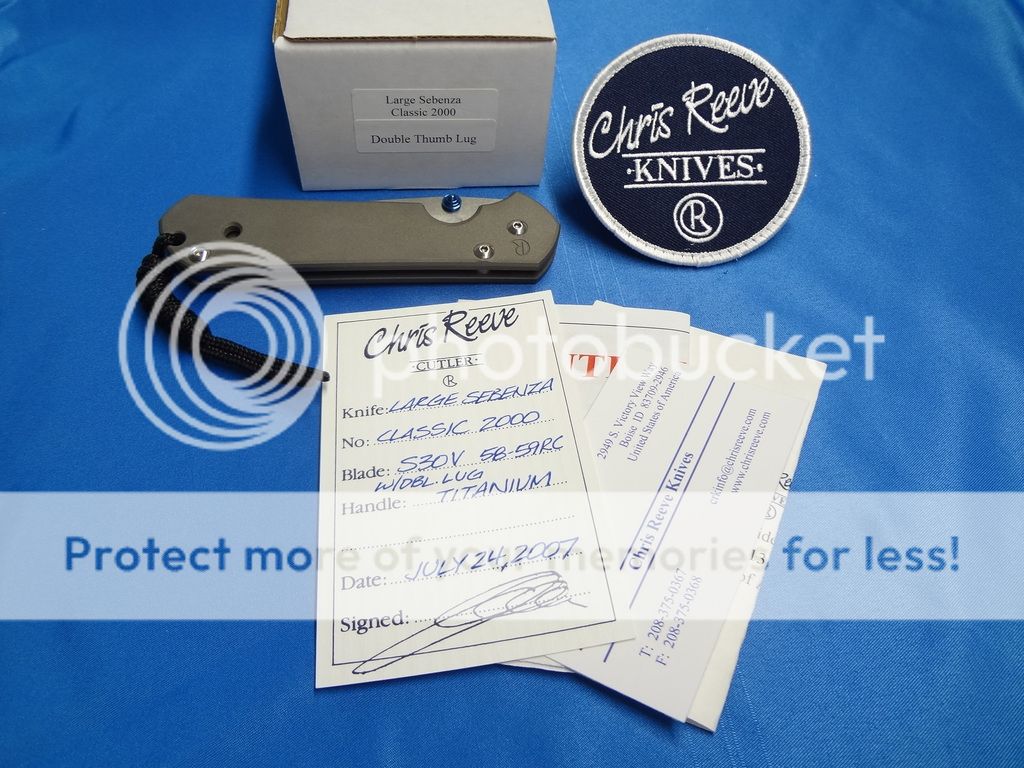 Large Sebenza
Classic 2000
Double Thumb Lug
Chris Reeve
·KNIVES·
R
Chris Reeve
·CUTLER·
R
Knife: LARGE SEBENZA
No: CLASSIC 2000
Blade: S30V 58-59RC
W/DBL. LUG
Handle: TITANIUM
Date: JULY 24, 2007
Signed:
2949 S. Victory View Way
Boise ID 83709-2946
United States of America
Chris Reeve Knives
crkinfo@chrisreeve.com
www.chrisreeve.com
T: 208-375-0367
F: 208-375-0368
photobucket
Protect more of your memories for less!